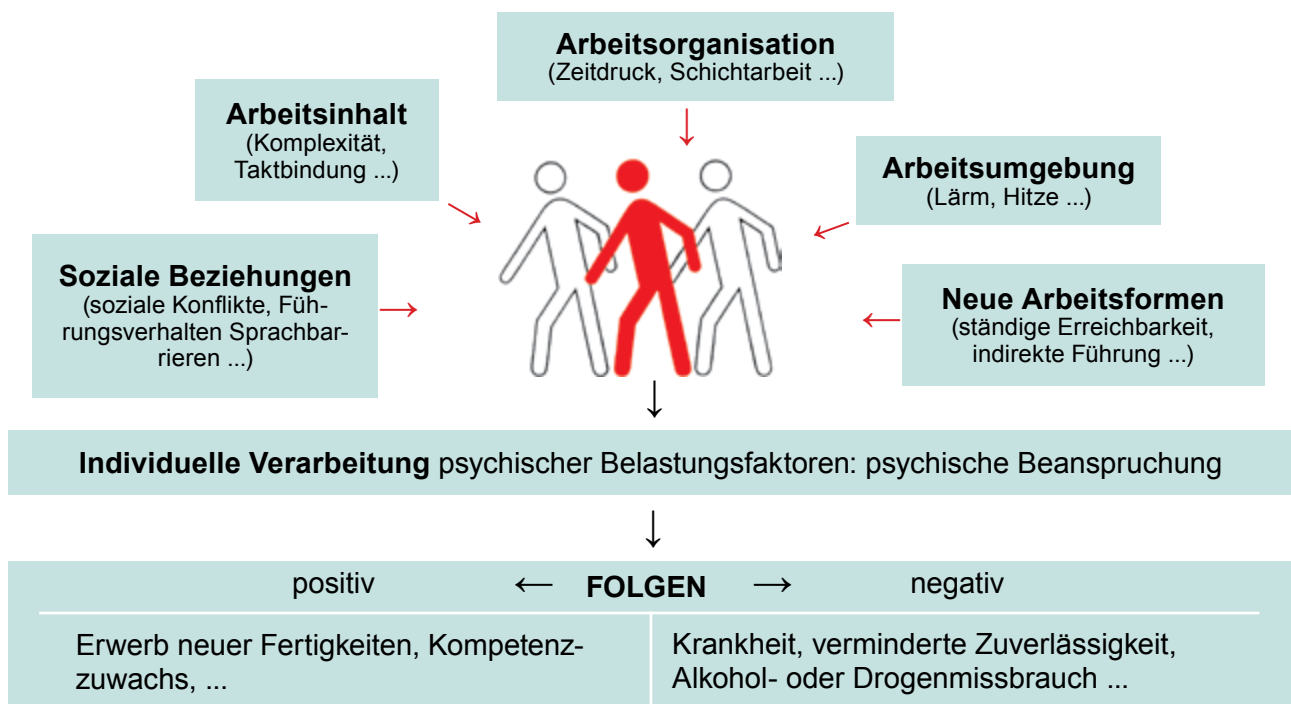 Arbeitsorganisation
(Zeitdruck, Schichtarbeit ...)
Arbeitsinhalt
(Komplexität,
Taktbindung ...)
Arbeitsumgebung
(Lärm, Hitze ...)
Soziale Beziehungen
(soziale Konflikte, Füh-
rungsverhalten Sprachbar-
rieren ...)
Neue Arbeitsformen
(ständige Erreichbarkeit,
indirekte Führung ...)
Individuelle Verarbeitung psychischer Belastungsfaktoren: psychische Beanspruchung
positiv ← FOLGEN → negativ
Erwerb neuer Fertigkeiten, Kompetenz-
zuwachs, ...
Krankheit, verminderte Zuverlässigkeit,
Alkohol- oder Drogenmissbrauch ...